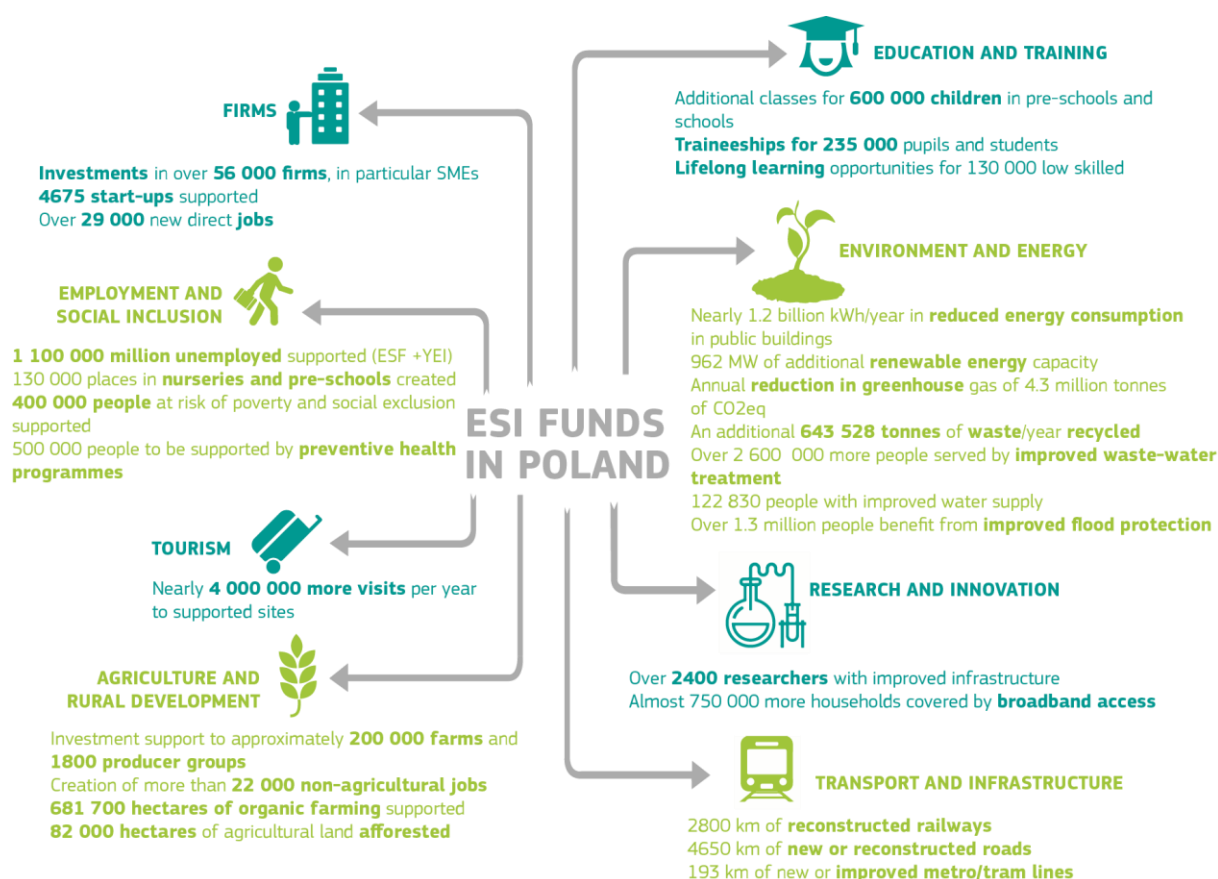 FIRMS
Investments in over 56 000 firms, in particular SMEs
4675 start-ups supported
Over 29 000 new direct jobs
EMPLOYMENT AND
SOCIAL INCLUSION
1 100 000 million unemployed supported (ESF +YEI)
130 000 places in nurseries and pre-schools created
400 000 people at risk of poverty and social exclusion
supported
500 000 people to be supported by preventive health
programmes
TOURISM
Nearly 4 000 000 more visits per year
to supported sites
AGRICULTURE AND
RURAL DEVELOPMENT
Investment support to approximately 200 000 farms and
1800 producer groups
Creation of more than 22 000 non-agricultural jobs
681 700 hectares of organic farming supported
82 000 hectares of agricultural land afforested
ESI FUNDS
IN POLAND
EDUCATION AND TRAINING
Additional classes for 600 000 children in pre-schools and
schools
Traineeships for 235 000 pupils and students
Lifelong learning opportunities for 130 000 low skilled
ENVIRONMENT AND ENERGY
Nearly 1.2 billion kWh/year in reduced energy consumption
in public buildings
962 MW of additional renewable energy capacity
Annual reduction in greenhouse gas of 4.3 million tonnes
of CO2eq
An additional 643 528 tonnes of waste/year recycled
Over 2 600 000 more people served by improved waste-water
treatment
122 830 people with improved water supply
Over 1.3 million people benefit from improved flood protection
RESEARCH AND INNOVATION
Over 2400 researchers with improved infrastructure
Almost 750 000 more households covered by broadband access
TRANSPORT AND INFRASTRUCTURE
2800 km of reconstructed railways
4650 km of new or reconstructed roads
193 km of new or improved metro/tram lines